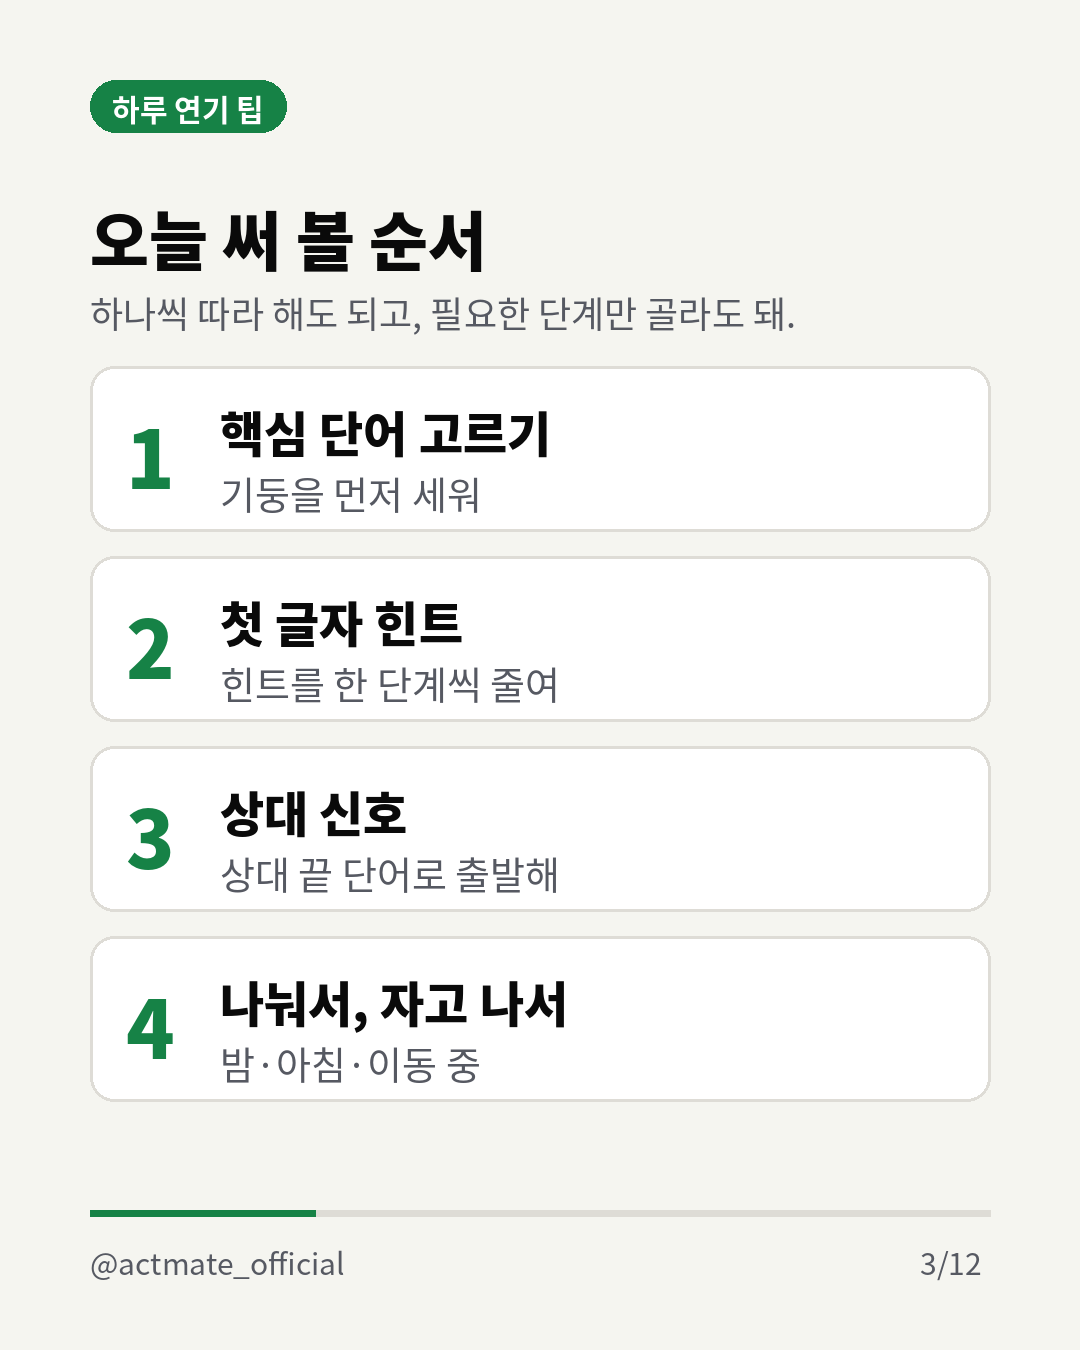 하루 연기 팁
오늘 써 볼 순서
하나씩 따라 해도 되고, 필요한 단계만 골라도 돼.
1
핵심 단어 고르기
기둥을 먼저 세워
2
첫 글자 힌트
힌트를 한 단계씩 줄여
3
상대 신호
상대 끝 단어로 출발해
4
나눠서, 자고 나서
밤·아침·이동 중
@actmate_official
3/12